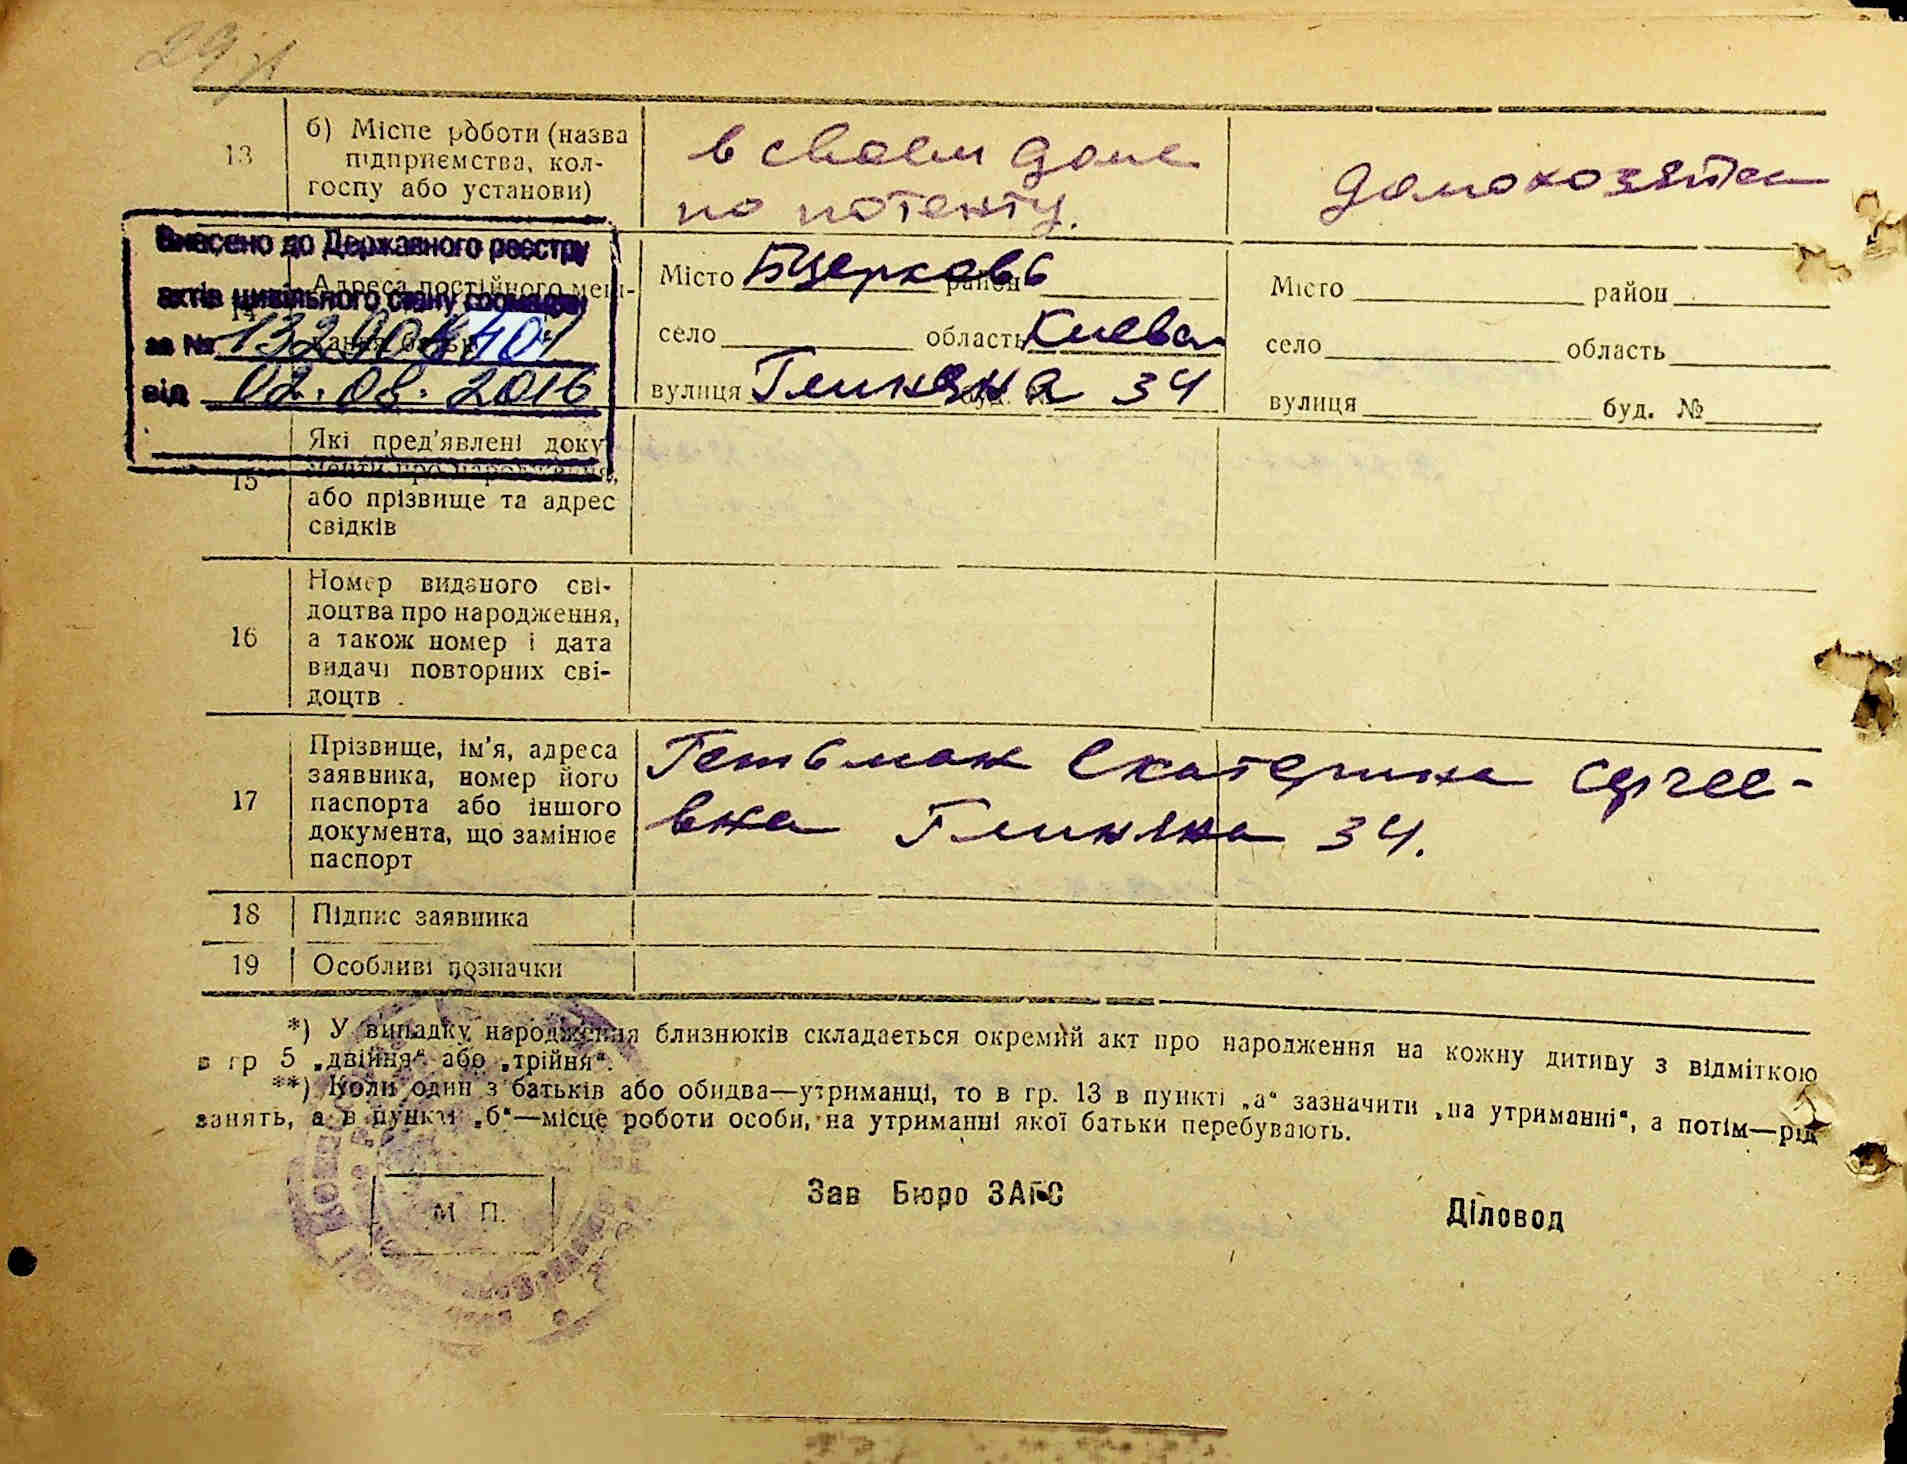 29
13
б) Місце роботи (назва
підприємства, кол-
госпу або установи)
в своем доме
по потенту.
домохозяйка
Внесено до Державного реєстру
актів цивільного стану громадян
за №
від 02.08.2016
Адреса постійного меш-
Місто Бцерковь район
село область Киевск
вулиця Глиняна 34
Місто район
село область
вулиця буд. №
15
Які пред'явлені доку
менти про народження,
або прізвище та адрес
свідків
16
Номер виданого сві-
доцтва про народження,
а також номер і дата
видачі повторних сві-
доцтв .
17
Прізвище, ім'я, адреса
заявника, номер його
паспорта або іншого
документа, що замінює
паспорт
Гетьман Екатерина Сергее-
вна Глиняна 34.
18 Підпис заявника
19 Особливі позначки
*) У випадку народження близнюків складається окремий акт про народження на кожну дитину з відміткою
в гр 5 „двійня“ або „трійня“.
**) Коли один з батьків або обидва—утриманці, то в гр. 13 в пункті „а“ зазначити „на утриманні“, а потім—рід
занять, а в пункті „б“—місце роботи особи, на утриманні якої батьки перебувають.
М. П.
Зав Бюро ЗАГС
Діловод